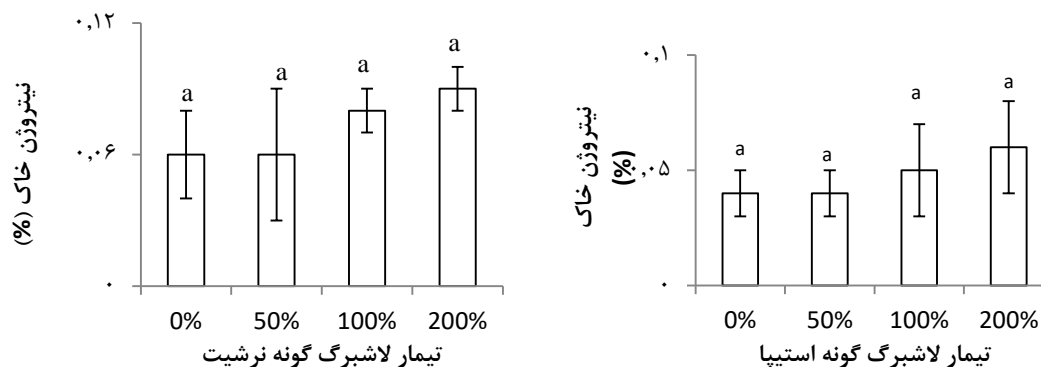 نیتروژن خاک (%)
۰,۱۲
۰,۰۶
۰
a
a
a
a
0%
50%
100%
200%
تیمار لاشبرگ گونه نرشیت
نیتروژن خاک
(%)
۰,۱
۰,۰۵
۰
a
a
a
a
0%
50%
100%
200%
تیمار لاشبرگ گونه استیپا